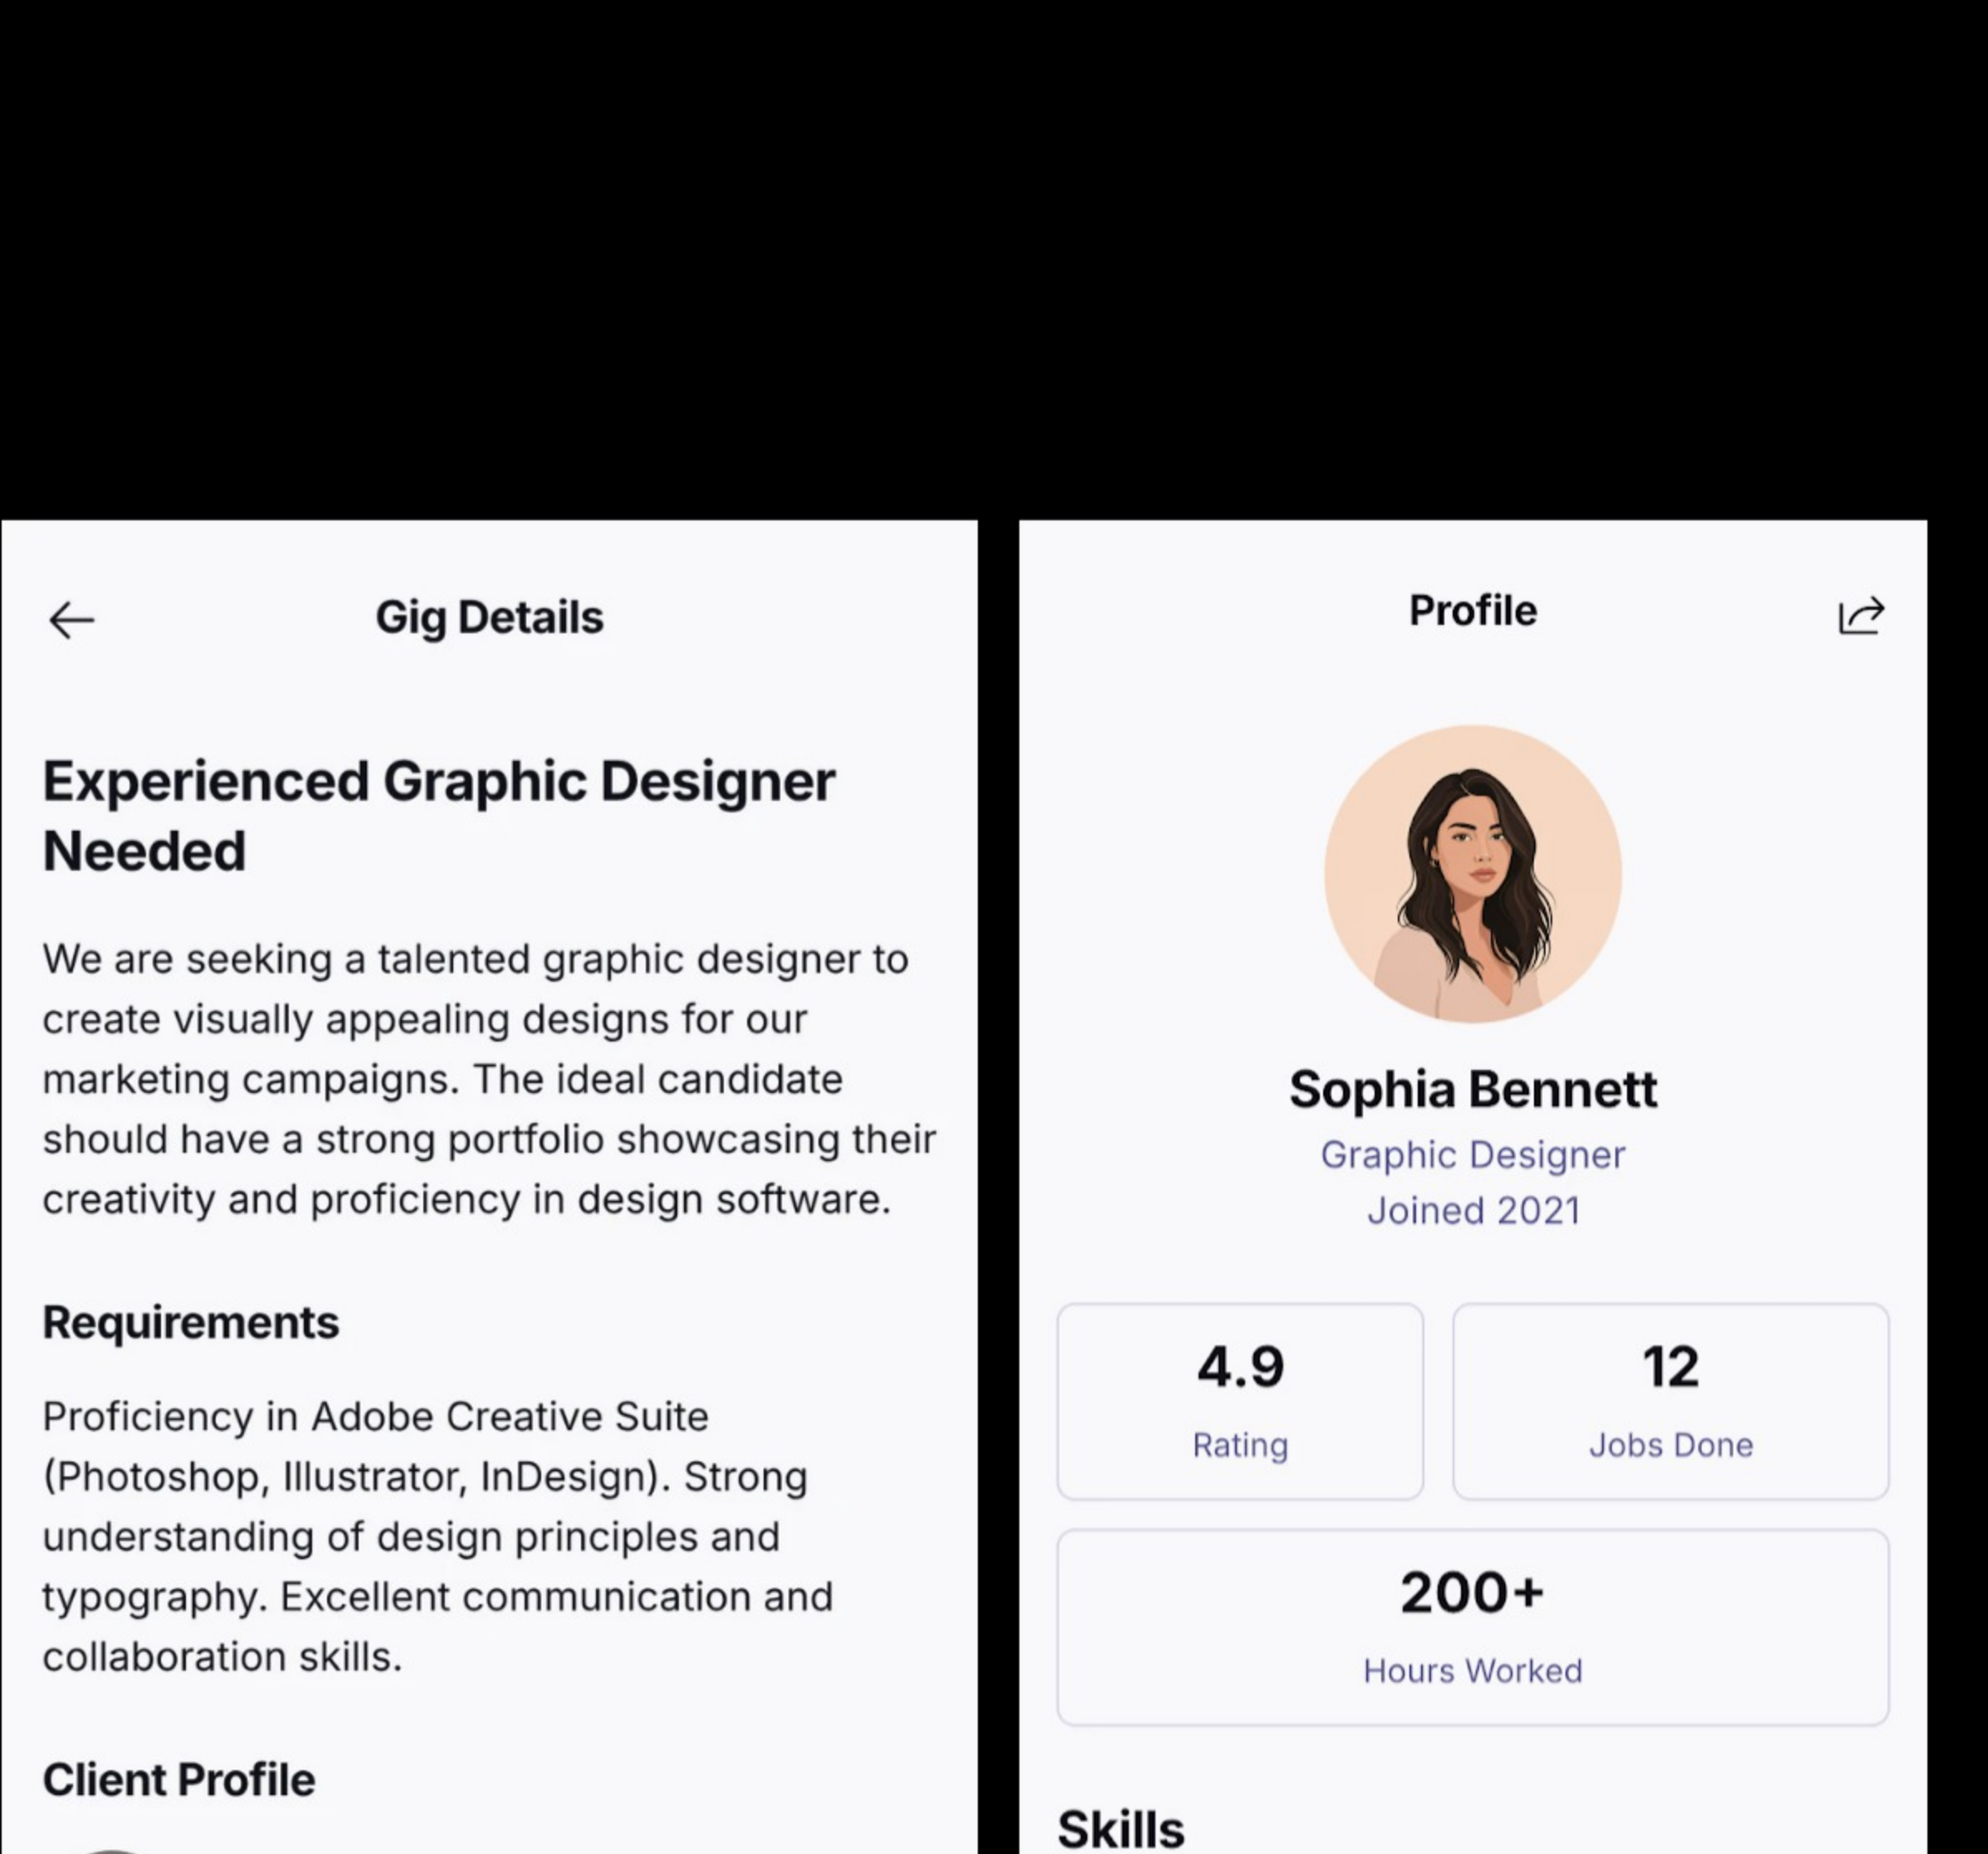 Gig Details
Experienced Graphic Designer
Needed
We are seeking a talented graphic designer to
create visually appealing designs for our
marketing campaigns. The ideal candidate
should have a strong portfolio showcasing their
creativity and proficiency in design software.
Requirements
Proficiency in Adobe Creative Suite
(Photoshop, Illustrator, InDesign). Strong
understanding of design principles and
typography. Excellent communication and
collaboration skills.
Client Profile
Profile
Sophia Bennett
Graphic Designer
Joined 2021
4.9
Rating
12
Jobs Done
200+
Hours Worked
Skills